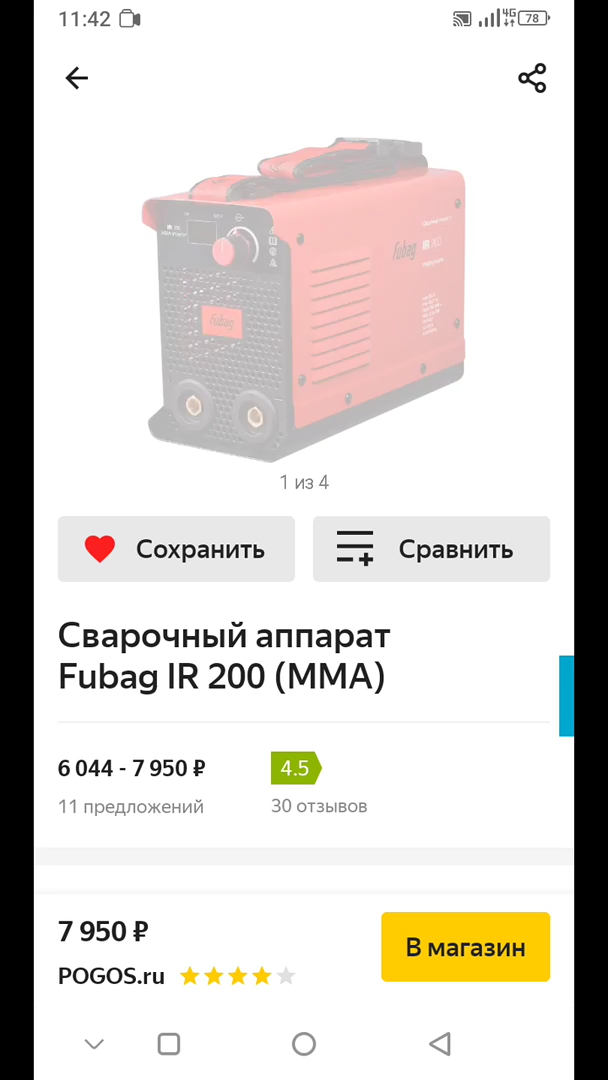 11:42
4G
78
Fubag
IR 200
Fubag
1 из 4
Сохранить
Сравнить
Сварочный аппарат
Fubag IR 200 (MMA)
6 044 - 7 950 ₽
4.5
11 предложений
30 отзывов
7 950 ₽
В магазин
POGOS.ru